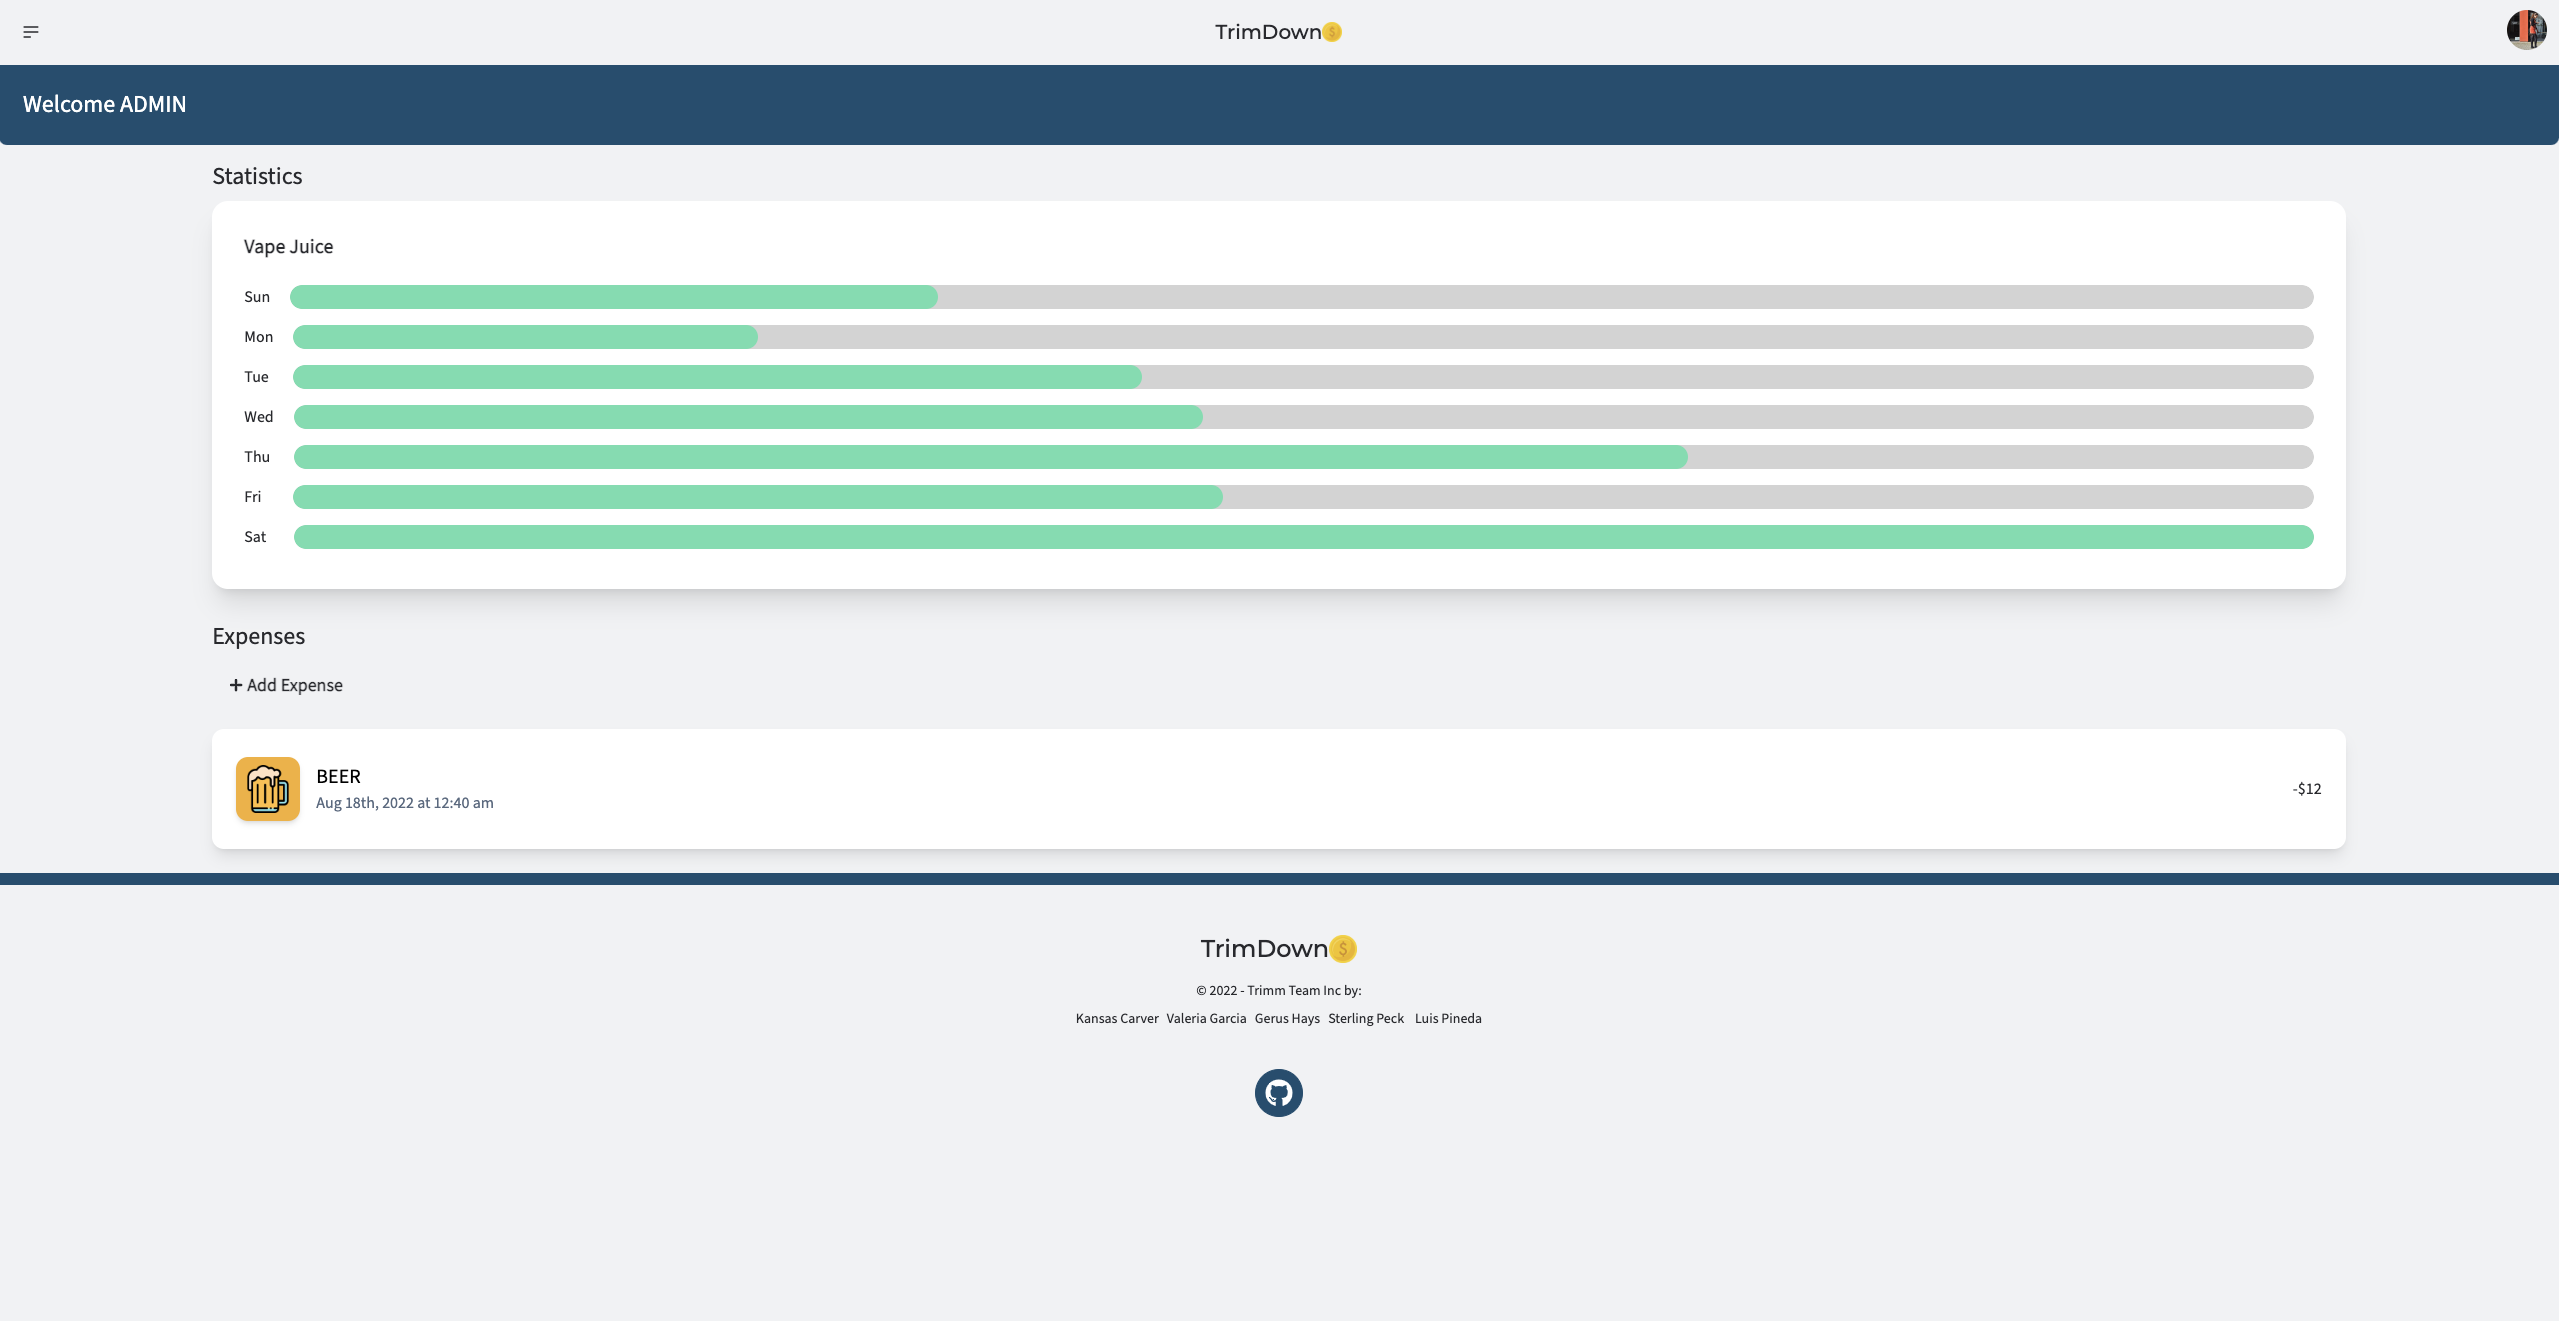 TrimDown
Welcome ADMIN
Statistics
Vape Juice
Sun
Mon
Tue
Wed
Thu
Fri
Sat
Expenses
+ Add Expense
BEER
Aug 18th, 2022 at 12:40 am
-$12
TrimDown
© 2022 - Trimm Team Inc by:
Kansas Carver Valeria Garcia Gerus Hays Sterling Peck Luis Pineda